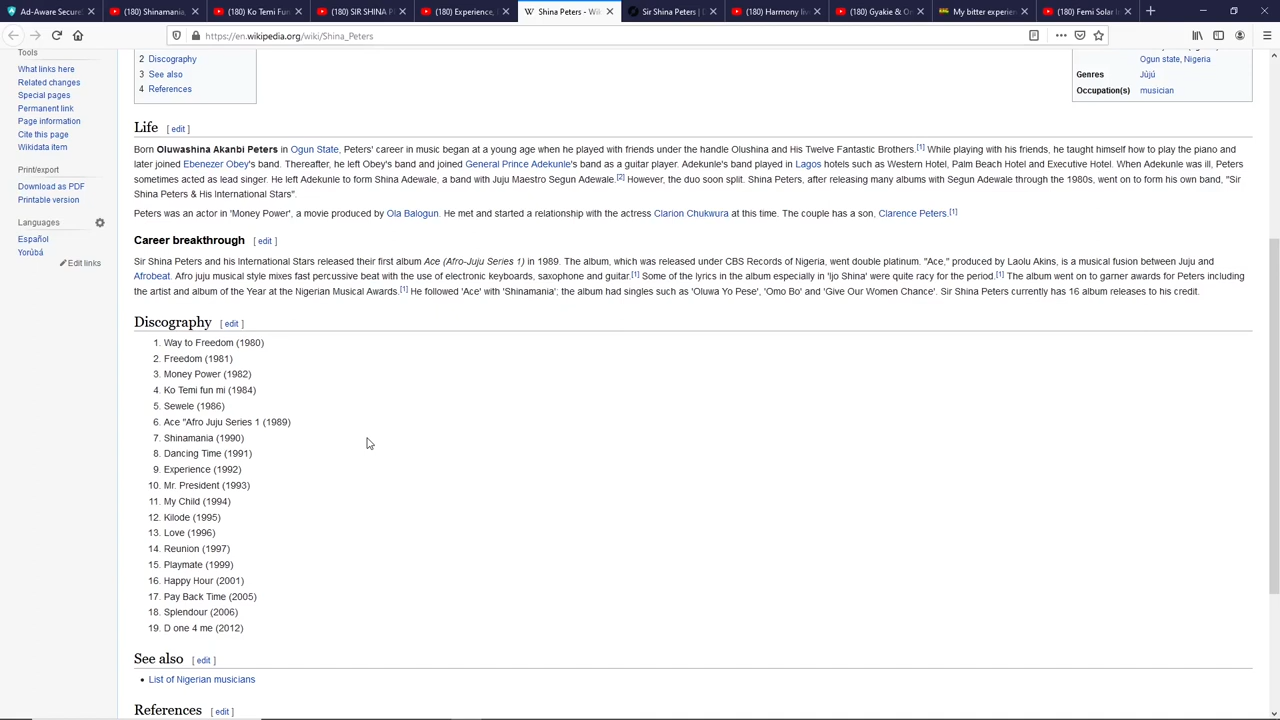 Ad-Aware Secure
(180) Shinamania,
(180) Ko Temi Fun
(180) SIR SHINA P
(180) Experience,
Shina Peters - Wi
Sir Shina Peters | D
(180) Harmony liv
(180) Gyakie & O
My bitter experien
(180) Femi Solar In
https://en.wikipedia.org/wiki/Shina_Peters
Tools
What links here
Related changes
Special pages
Permanent link
Page information
Cite this page
Wikidata item
Print/export
Download as PDF
Printable version
Languages
Español
Yorùbá
Edit links
2 Discography
3 See also
4 References
Ogun state, Nigeria
Genres Jùjú
Occupation(s) musician
Life [ edit ]
Born Oluwashina Akanbi Peters in Ogun State, Peters' career in music began at a young age when he played with friends under the handle Olushina and His Twelve Fantastic Brothers.[1] While playing with his friends, he taught himself how to play the piano and
later joined Ebenezer Obey's band. Thereafter, he left Obey's band and joined General Prince Adekunle's band as a guitar player. Adekunle's band played in Lagos hotels such as Western Hotel, Palm Beach Hotel and Executive Hotel. When Adekunle was ill, Peters
sometimes acted as lead singer. He left Adekunle to form Shina Adewale, a band with Juju Maestro Segun Adewale.[2] However, the duo soon split. Shina Peters, after releasing many albums with Segun Adewale through the 1980s, went on to form his own band, "Sir
Shina Peters & His International Stars".
Peters was an actor in 'Money Power', a movie produced by Ola Balogun. He met and started a relationship with the actress Clarion Chukwura at this time. The couple has a son, Clarence Peters.[1]
Career breakthrough [ edit ]
Sir Shina Peters and his International Stars released their first album Ace (Afro-Juju Series 1) in 1989. The album, which was released under CBS Records of Nigeria, went double platinum. "Ace," produced by Laolu Akins, is a musical fusion between Juju and
Afrobeat. Afro juju musical style mixes fast percussive beat with the use of electronic keyboards, saxophone and guitar.[1] Some of the lyrics in the album especially in 'Ijo Shina' were quite racy for the period.[1] The album went on to garner awards for Peters including
the artist and album of the Year at the Nigerian Musical Awards.[1] He followed 'Ace' with 'Shinamania'; the album had singles such as 'Oluwa Yo Pese', 'Omo Bo' and 'Give Our Women Chance'. Sir Shina Peters currently has 16 album releases to his credit.
Discography [ edit ]
1. Way to Freedom (1980)
2. Freedom (1981)
3. Money Power (1982)
4. Ko Temi fun mi (1984)
5. Sewele (1986)
6. Ace "Afro Juju Series 1 (1989)
7. Shinamania (1990)
8. Dancing Time (1991)
9. Experience (1992)
10. Mr. President (1993)
11. My Child (1994)
12. Kilode (1995)
13. Love (1996)
14. Reunion (1997)
15. Playmate (1999)
16. Happy Hour (2001)
17. Pay Back Time (2005)
18. Splendour (2006)
19. D one 4 me (2012)
See also [ edit ]
• List of Nigerian musicians
References [ edit ]